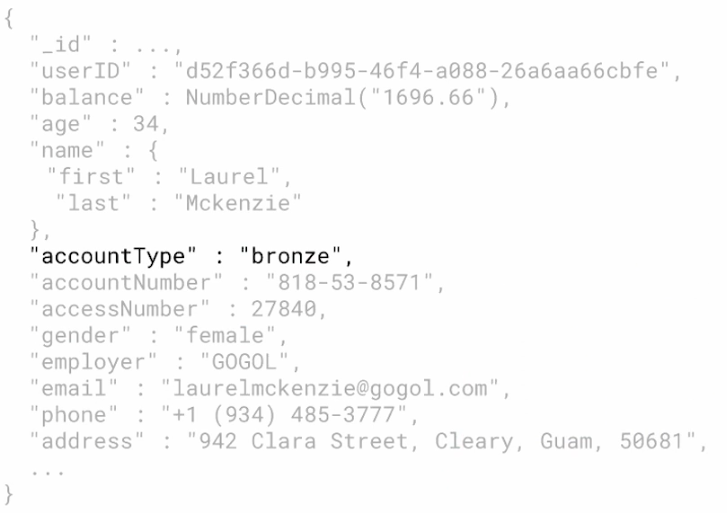 {
"_id" : ...,
"userID" : "d52f366d-b995-46f4-a088-26a6aa66cbfe",
"balance" : NumberDecimal("1696.66"),
"age" : 34,
"name" : {
"first" : "Laurel",
"last" : "Mckenzie"
},
"accountType" : "bronze",
"accountNumber" : "818-53-8571",
"accessNumber" : 27840,
"gender" : "female",
"employer" : "GOGOL",
"email" : "laurelmckenzie@gogol.com",
"phone" : "+1 (934) 485-3777",
"address" : "942 Clara Street, Cleary, Guam, 50681",
...
}